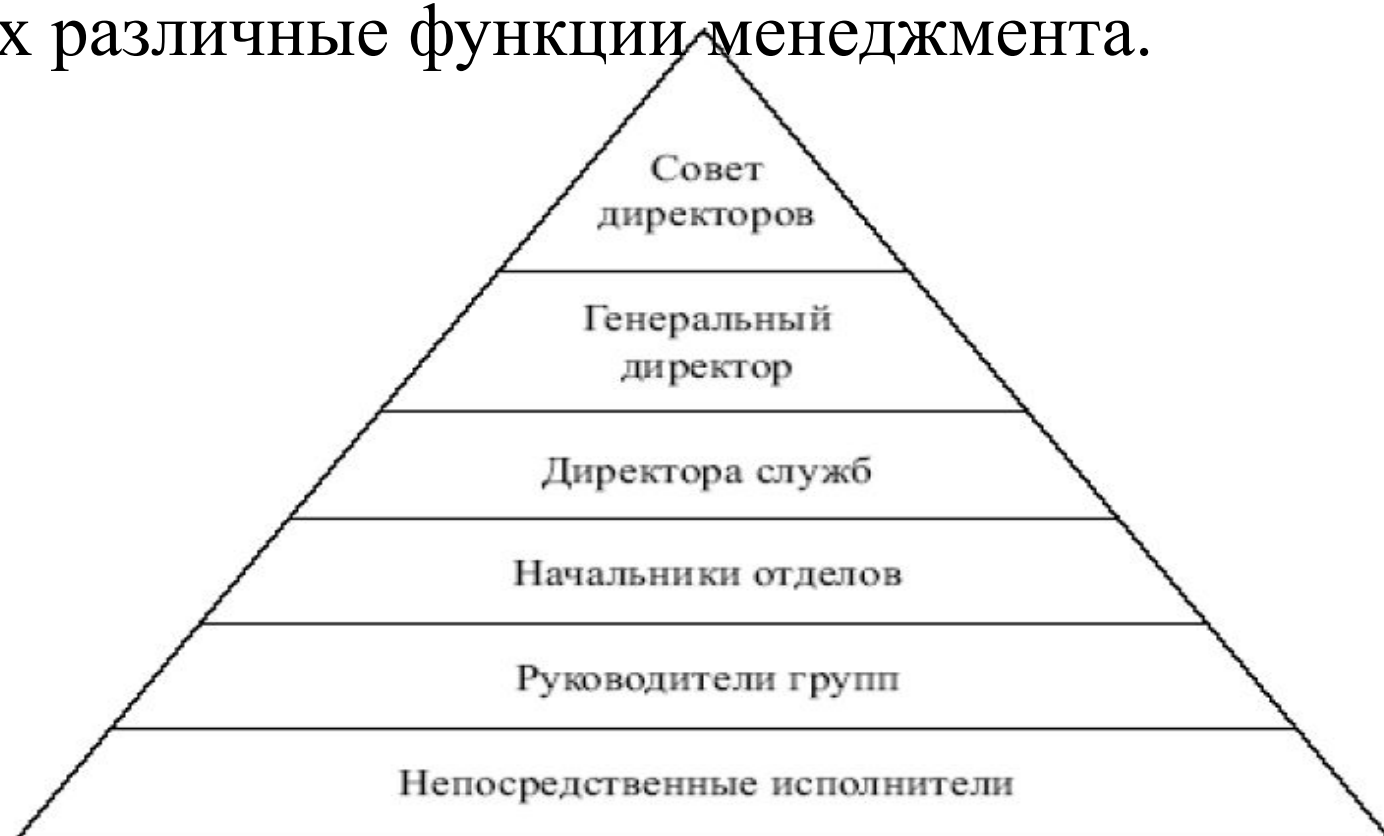 х различные функции менеджмента.
Совет
директоров
Генеральный
директор
Директора служб
Начальники отделов
Руководители групп
Непосредственные исполнители